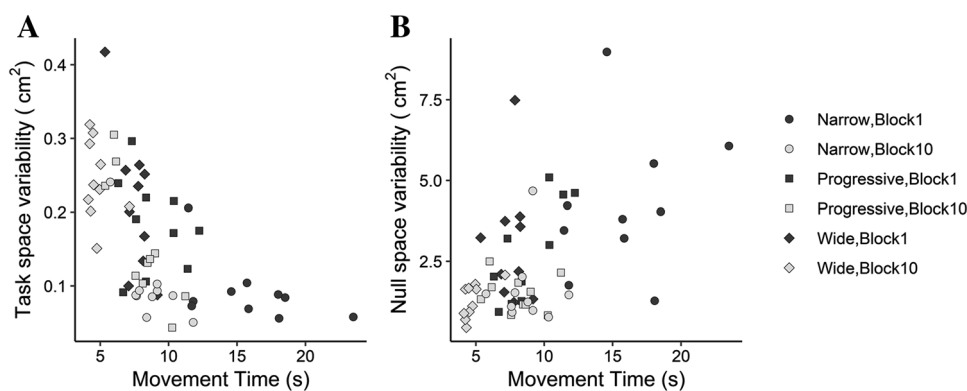 A
Task space variability ( cm²)
0.4
0.3
0.2
0.1
5
10
15
20
Movement Time (s)
B
Null space variability ( cm²)
7.5
5.0
2.5
5
10
15
20
Movement Time (s)
Narrow,Block1
Narrow,Block10
Progressive,Block1
Progressive,Block10
Wide,Block1
Wide,Block10